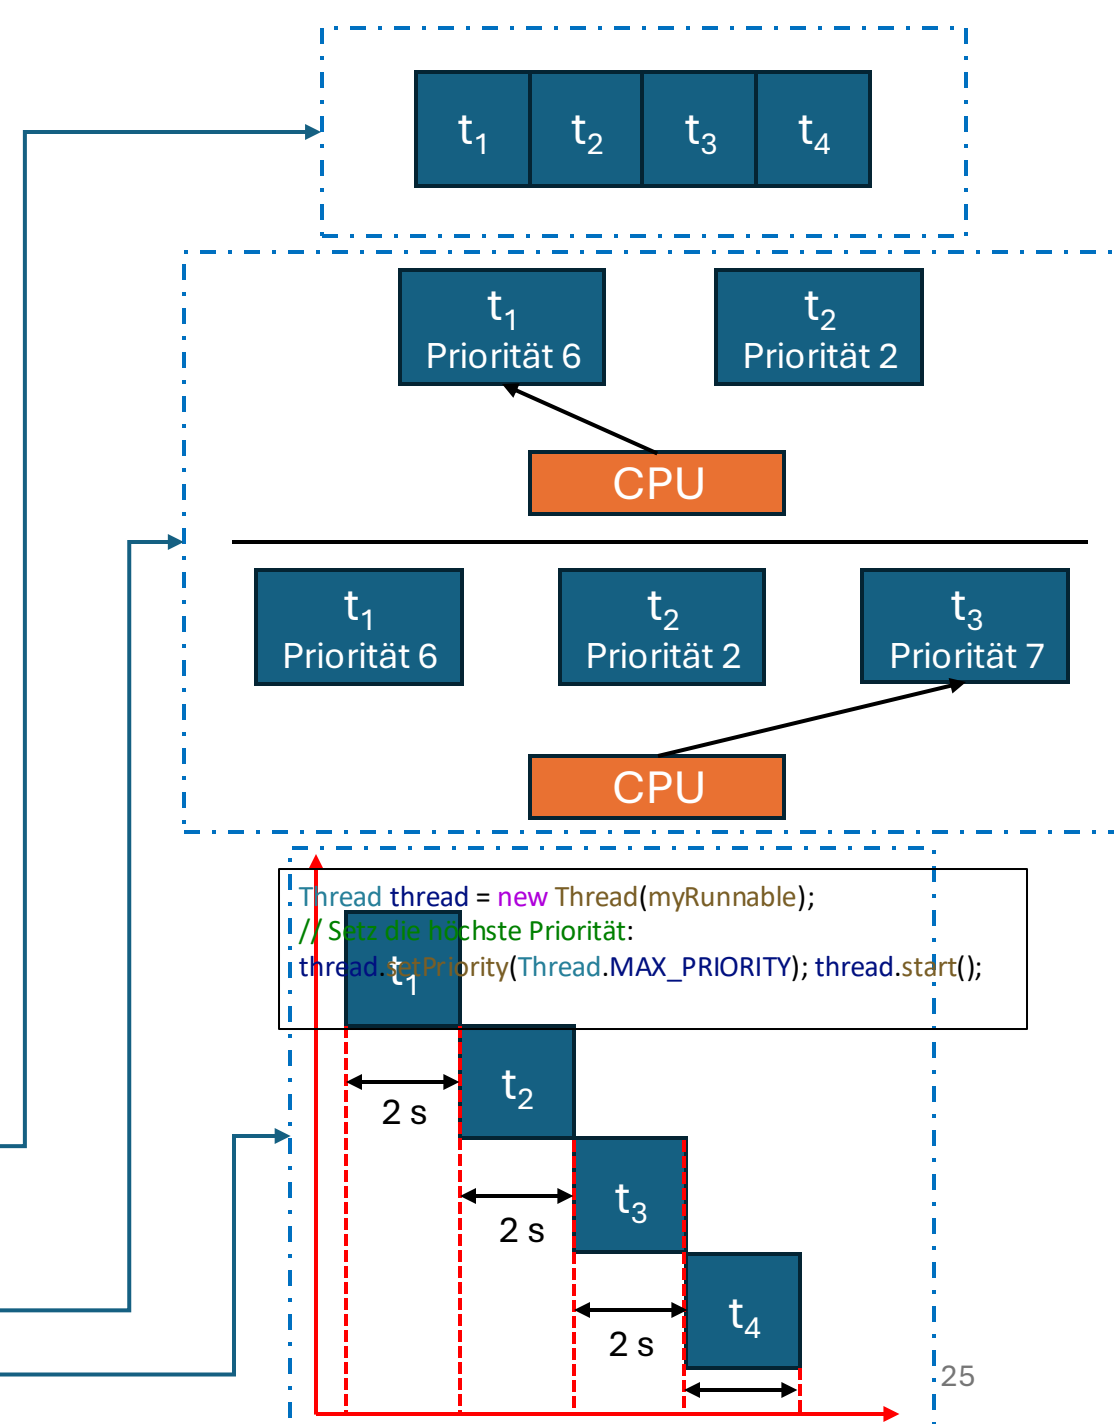 t1 t2 t3 t4
t1
Priorität 6
t2
Priorität 2
CPU
t1
Priorität 6
t2
Priorität 2
t3
Priorität 7
CPU
Thread thread = new Thread(myRunnable);
// Setz die höchste Priorität:
thread.setPriority(Thread.MAX_PRIORITY); thread.start();
t1
t2
2 s
t3
2 s
t4
2 s
25